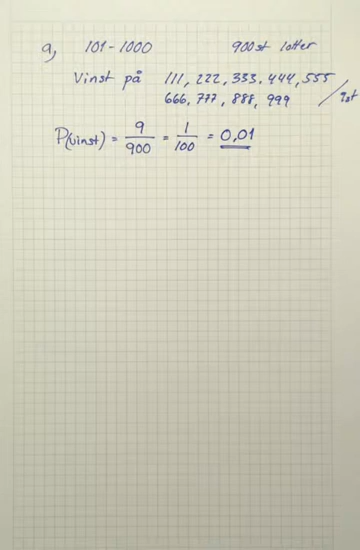 a) 101-1000 900 st lotter
Vinst på 111, 222, 333. 444, 555
666, 777, 888, 999 / 9st
P(vinst) = 9/900 = 1/100 = 0,01